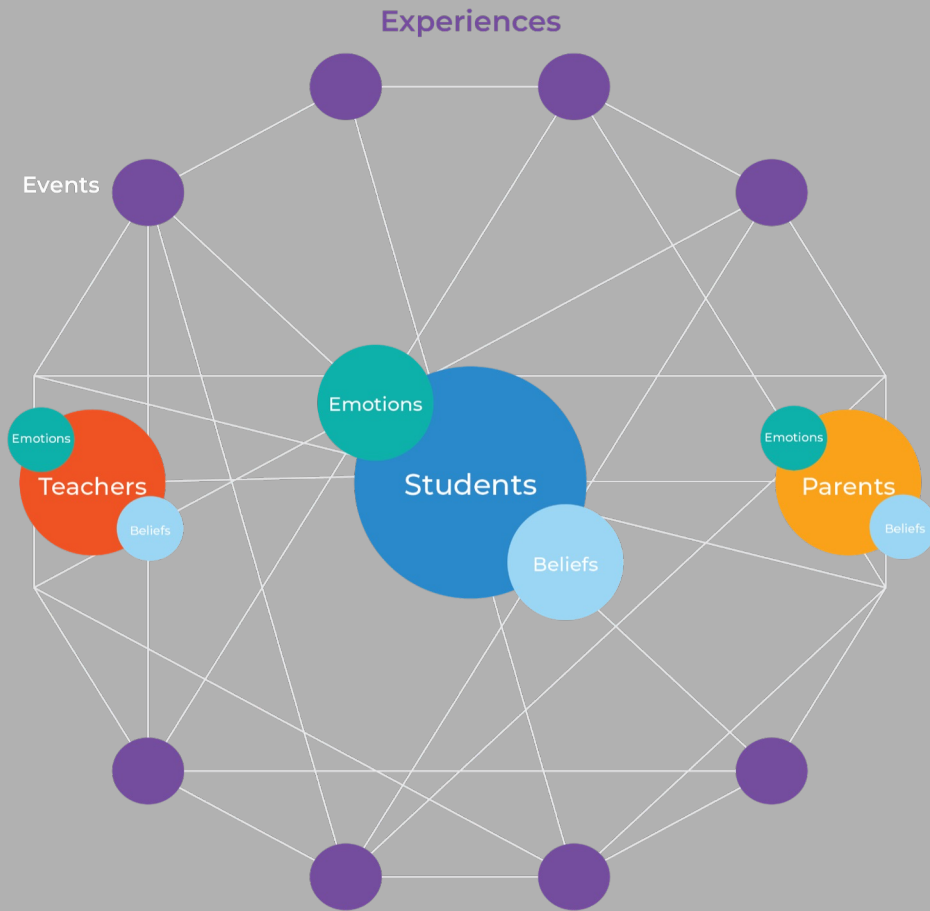 Experiences
Events
Emotions
Students
Beliefs
Emotions
Teachers
Beliefs
Emotions
Parents
Beliefs